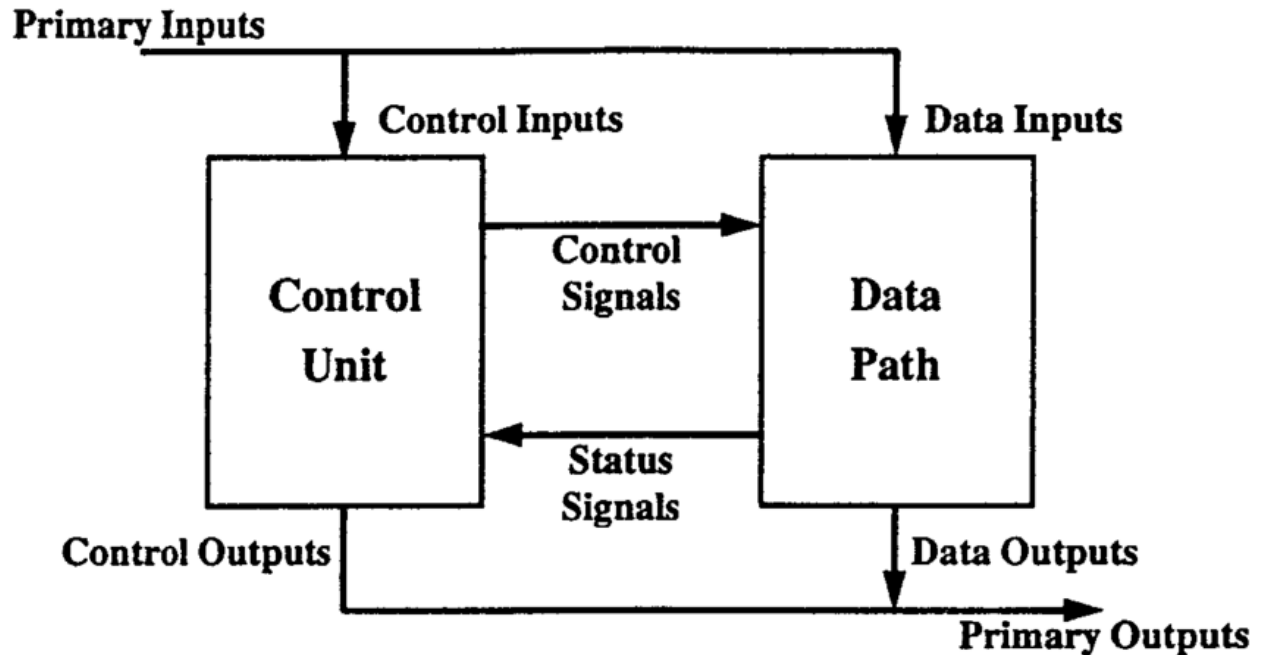 Primary Inputs
Control Inputs
Data Inputs
Control
Signals
Control
Unit
Data
Path
Status
Signals
Control Outputs
Data Outputs
Primary Outputs